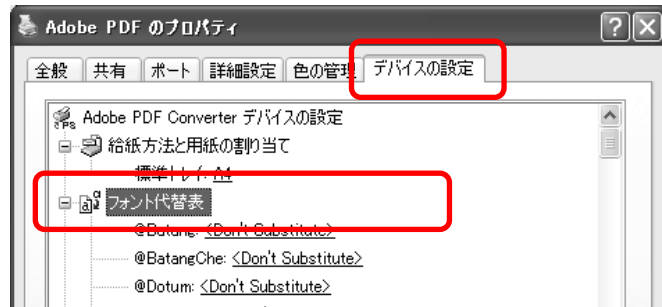 Adobe PDF のプロパティ
全般 共有 ポート 詳細設定 色の管理 デバイスの設定
Adobe PDF Converter デバイスの設定
給紙方法と用紙の割り当て
標準トレイ: A4
フォント代替表
@Batang: <Don't Substitute>
@BatangChe: <Don't Substitute>
@Dotum: <Don't Substitute>